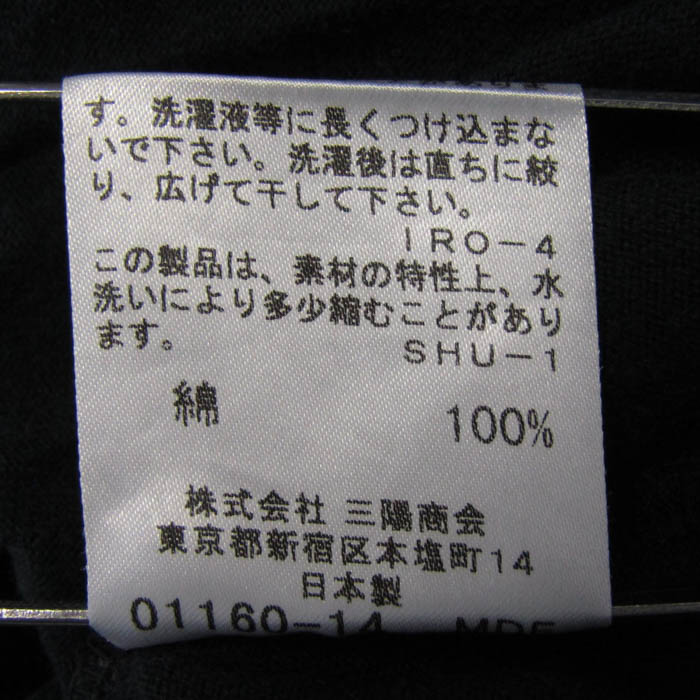 す。洗濯液等に長くつけ込まな
いで下さい。洗濯後は直ちに絞
り、広げて干して下さい。
IRO-4
この製品は、素材の特性上、水
洗いにより多少縮むことがあり
ます。 SHU-1
綿 100%
株式会社 三陽商会
東京都新宿区本塩町14
日本製
01160-14